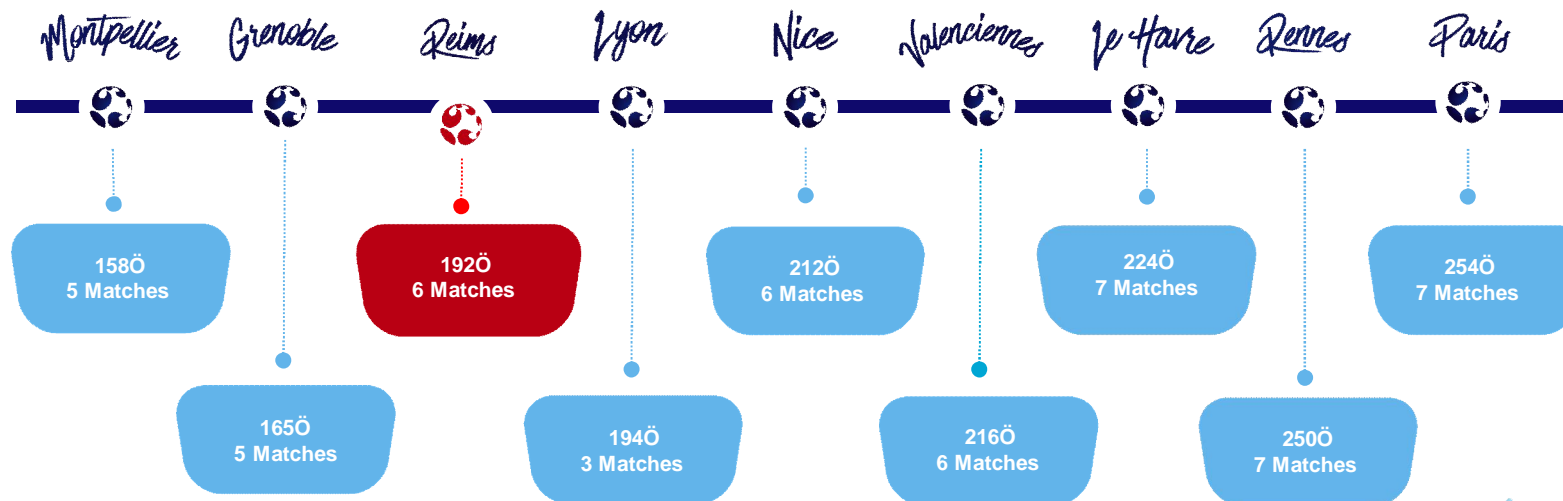 Montpellier
Grenoble
Reims
Lyon
Nice
Valenciennes
Le Havre
Rennes
Paris
158Ö
5 Matches
192Ö
6 Matches
212Ö
6 Matches
224Ö
7 Matches
254Ö
7 Matches
165Ö
5 Matches
194Ö
3 Matches
216Ö
6 Matches
250Ö
7 Matches